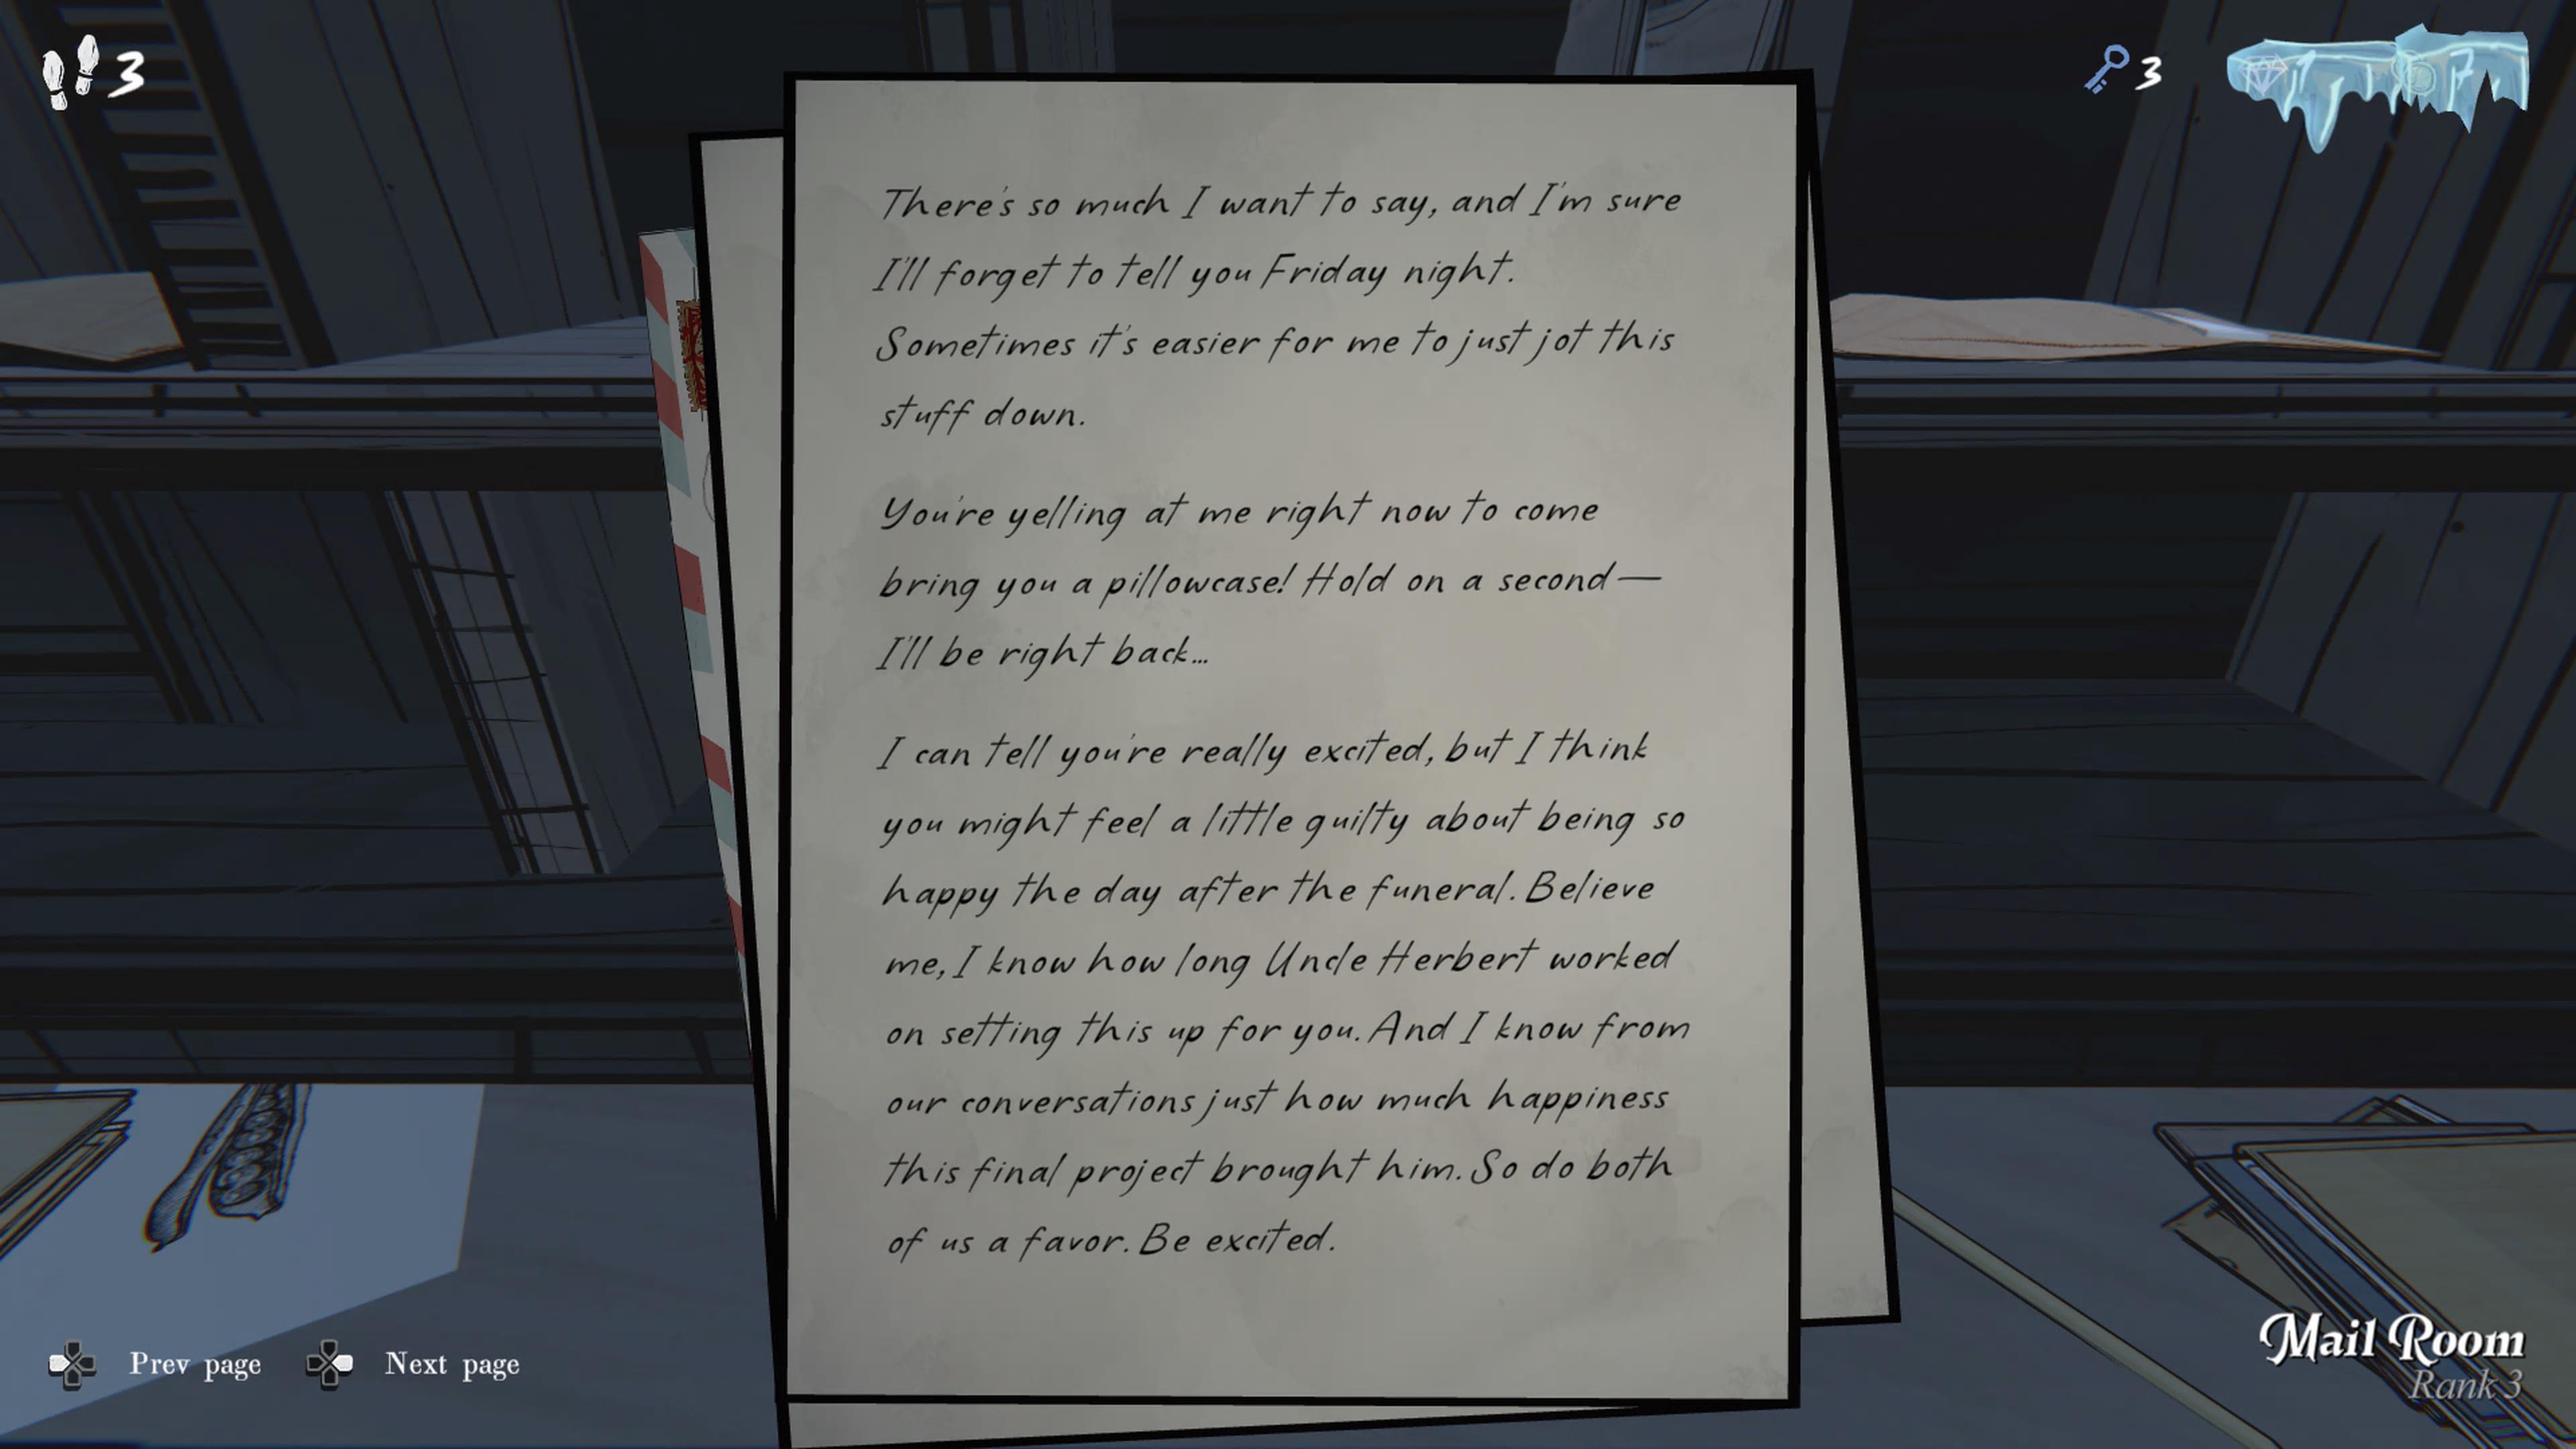 3
3
There's so much I want to say, and I'm sure
I'll forget to tell you Friday night.
Sometimes it's easier for me to just jot this
stuff down.
You're yelling at me right now to come
bring you a pillowcase! Hold on a second—
I'll be right back...
I can tell you're really excited, but I think
you might feel a little guilty about being so
happy the day after the funeral. Believe
me, I know how long Uncle Herbert worked
on setting this up for you. And I know from
our conversations just how much happiness
this final project brought him. So do both
of us a favor. Be excited.
Prev page
Next page
Mail Room
Rank 3